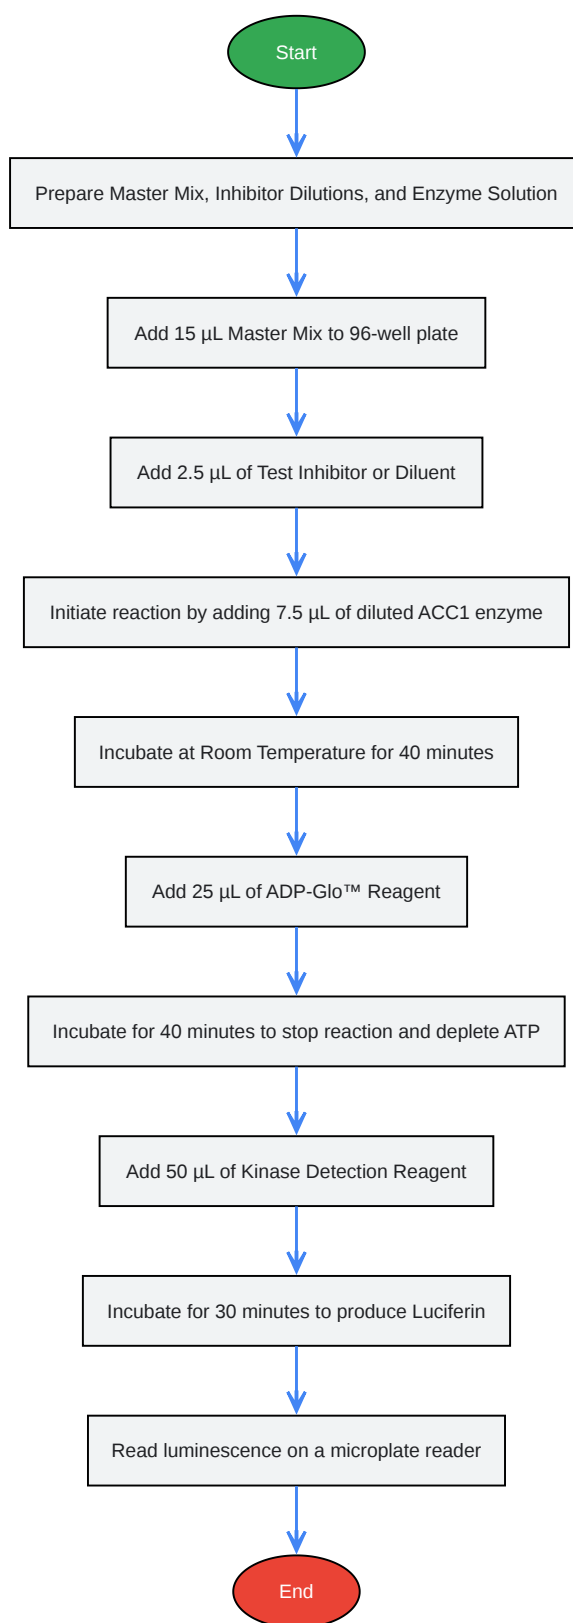 Start
Prepare Master Mix, Inhibitor Dilutions, and Enzyme Solution
Add 15 µL Master Mix to 96-well plate
Add 2.5 µL of Test Inhibitor or Diluent
Initiate reaction by adding 7.5 µL of diluted ACC1 enzyme
Incubate at Room Temperature for 40 minutes
Add 25 µL of ADP-Glo™ Reagent
Incubate for 40 minutes to stop reaction and deplete ATP
Add 50 µL of Kinase Detection Reagent
Incubate for 30 minutes to produce Luciferin
Read luminescence on a microplate reader
End